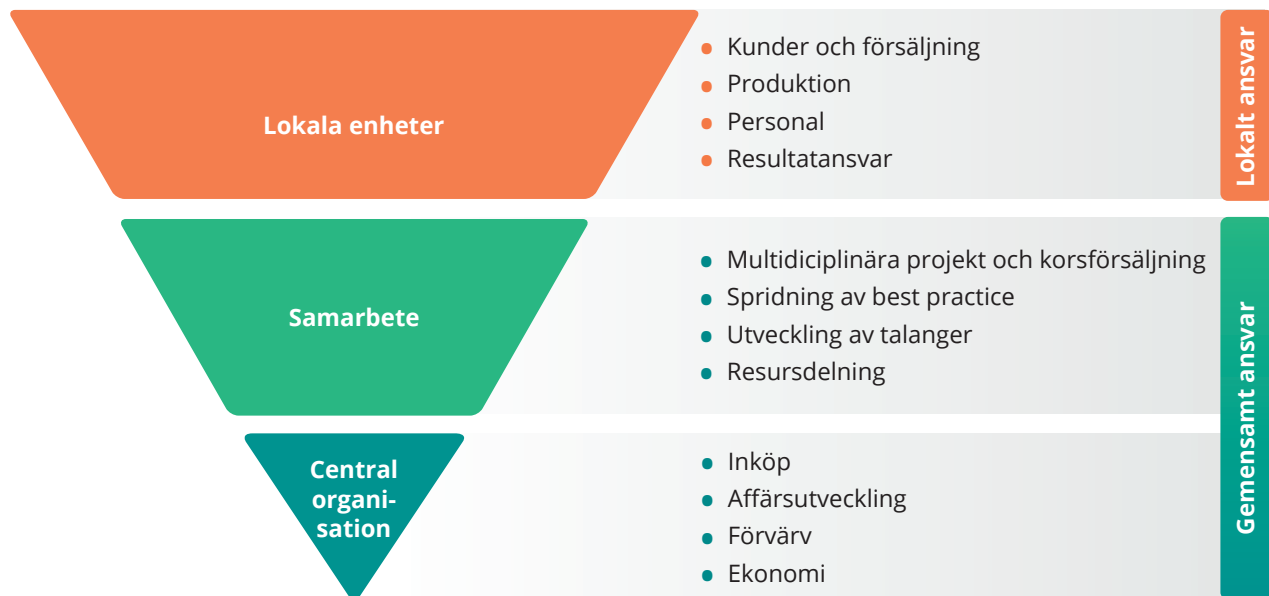 Lokala enheter
Kunder och försäljning
Produktion
Personal
Resultatansvar
Lokalt ansvar
Samarbete
Multidiciplinära projekt och korsförsäljning
Spridning av best practice
Utveckling av talanger
Resursdelning
Gemensamt ansvar
Central
organi-
sation
Inköp
Affärsutveckling
Förvärv
Ekonomi